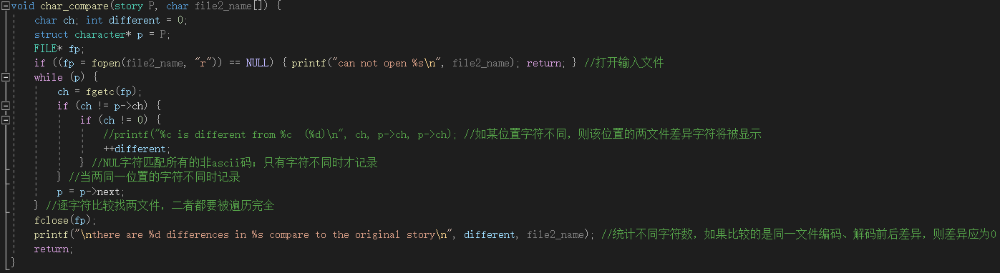 void char_compare(story P, char file2_name[]) {
char ch; int different = 0;
struct character* p = P;
FILE* fp;
if ((fp = fopen(file2_name, "r")) == NULL) { printf("can not open %s\n", file2_name); return; } //打开输入文件
while (p) {
ch = fgetc(fp);
if (ch != p->ch) {
if (ch != 0) {
//printf("%c is different from %c  (%d)\n", ch, p->ch, p->ch); //如某位置字符不同，则该位置的两文件差异字符将被显示
++different;
} //NUL字符匹配所有的非ascii码；只有字符不同时才记录
} //当两同一位置的字符不同时记录
p = p->next;
} //逐字符比较找两文件，二者都要被遍历完全
fclose(fp);
printf("\nthere are %d differences in %s compare to the original story\n", different, file2_name); //统计不同字符数，如果比较的是同一文件编码、解码前后差异，则差异应为0
return;
}